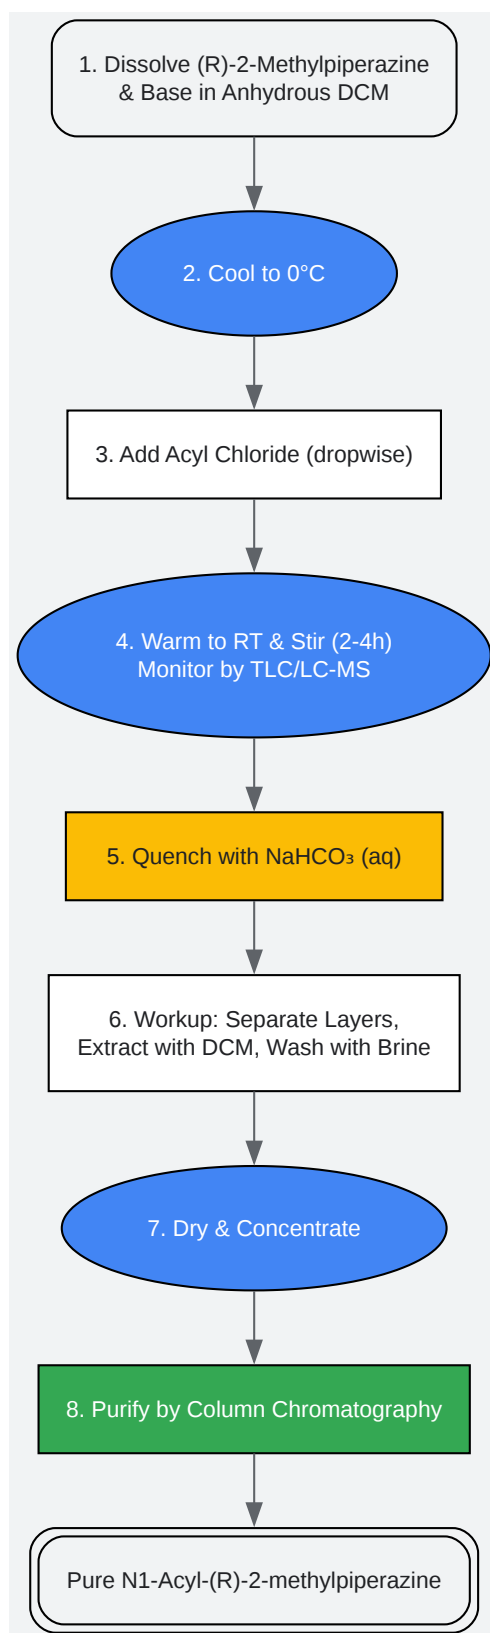 1. Dissolve (R)-2-Methylpiperazine
& Base in Anhydrous DCM
2. Cool to 0°C
3. Add Acyl Chloride (dropwise)
4. Warm to RT & Stir (2-4h)
Monitor by TLC/LC-MS
5. Quench with NaHCO₃ (aq)
6. Workup: Separate Layers,
Extract with DCM, Wash with Brine
7. Dry & Concentrate
8. Purify by Column Chromatography
Pure N1-Acyl-(R)-2-methylpiperazine